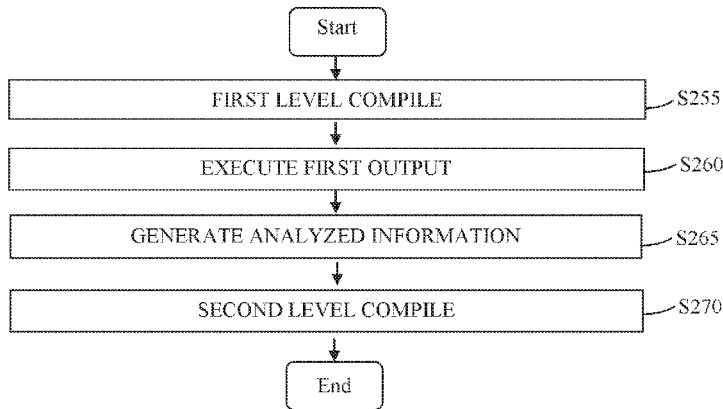 Start
FIRST LEVEL COMPILE
S255
EXECUTE FIRST OUTPUT
S260
GENERATE ANALYZED INFORMATION
S265
SECOND LEVEL COMPILE
S270
End